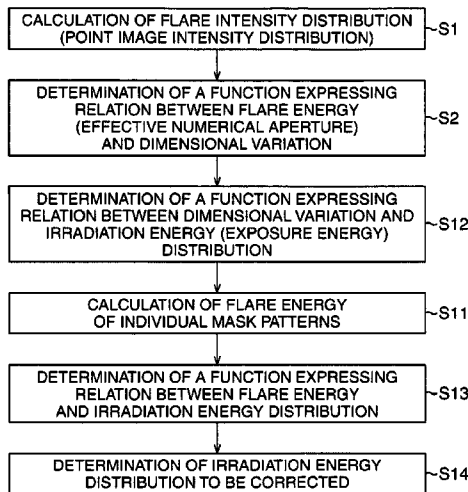 CALCULATION OF FLARE INTENSITY DISTRIBUTION
(POINT IMAGE INTENSITY DISTRIBUTION)
~S1
DETERMINATION OF A FUNCTION EXPRESSING
RELATION BETWEEN FLARE ENERGY
(EFFECTIVE NUMERICAL APERTURE)
AND DIMENSIONAL VARIATION
~S2
DETERMINATION OF A FUNCTION EXPRESSING
RELATION BETWEEN DIMENSIONAL VARIATION AND
IRRADIATION ENERGY (EXPOSURE ENERGY)
DISTRIBUTION
~S12
CALCULATION OF FLARE ENERGY
OF INDIVIDUAL MASK PATTERNS
~S11
DETERMINATION OF A FUNCTION EXPRESSING
RELATION BETWEEN FLARE ENERGY
AND IRRADIATION ENERGY DISTRIBUTION
~S13
DETERMINATION OF IRRADIATION ENERGY
DISTRIBUTION TO BE CORRECTED
~S14